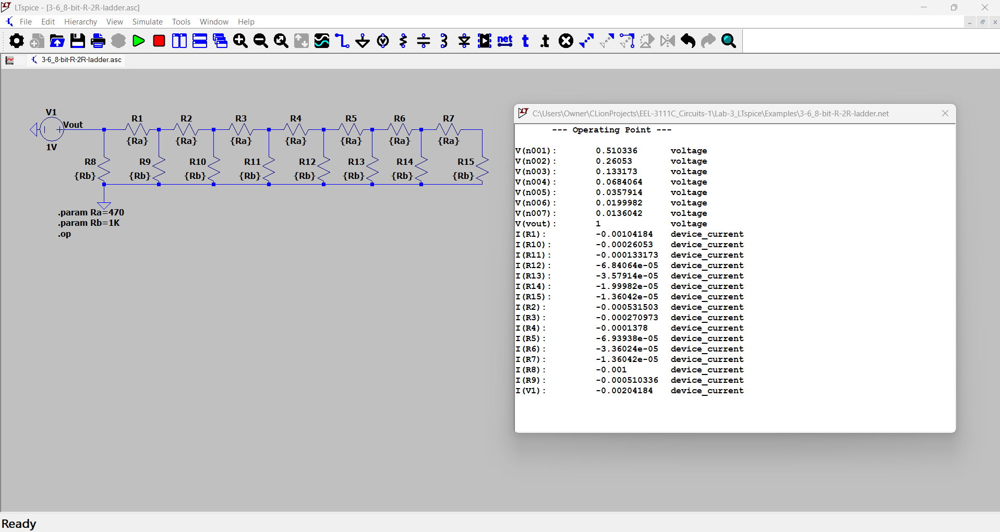 LTspice - [3-6_8-bit-R-2R-ladder.asc]
File Edit Hierarchy View Simulate Tools Window Help
net t .t
3-6_8-bit-R-2R-ladder.asc
V1
Vout
1V
R1 R2 R3 R4 R5 R6 R7
{Ra} {Ra} {Ra} {Ra} {Ra} {Ra} {Ra}
R8 R9 R10 R11 R12 R13 R14 R15
{Rb} {Rb} {Rb} {Rb} {Rb} {Rb} {Rb} {Rb}
.param Ra=470
.param Rb=1K
.op
C:\Users\Owner\CLionProjects\EEL-3111C_Circuits-1\Lab-3_LTspice\Examples\3-6_8-bit-R-2R-ladder.net
--- Operating Point ---
V(n001): 0.510336 voltage
V(n002): 0.26053 voltage
V(n003): 0.133173 voltage
V(n004): 0.0684064 voltage
V(n005): 0.0357914 voltage
V(n006): 0.0199982 voltage
V(n007): 0.0136042 voltage
V(vout): 1 voltage
I(R1): -0.00104184 device_current
I(R10): -0.00026053 device_current
I(R11): -0.000133173 device_current
I(R12): -6.84064e-05 device_current
I(R13): -3.57914e-05 device_current
I(R14): -1.99982e-05 device_current
I(R15): -1.36042e-05 device_current
I(R2): -0.000531503 device_current
I(R3): -0.000270973 device_current
I(R4): -0.0001378 device_current
I(R5): -6.93938e-05 device_current
I(R6): -3.36024e-05 device_current
I(R7): -1.36042e-05 device_current
I(R8): -0.001 device_current
I(R9): -0.000510336 device_current
I(V1): -0.00204184 device_current
Ready